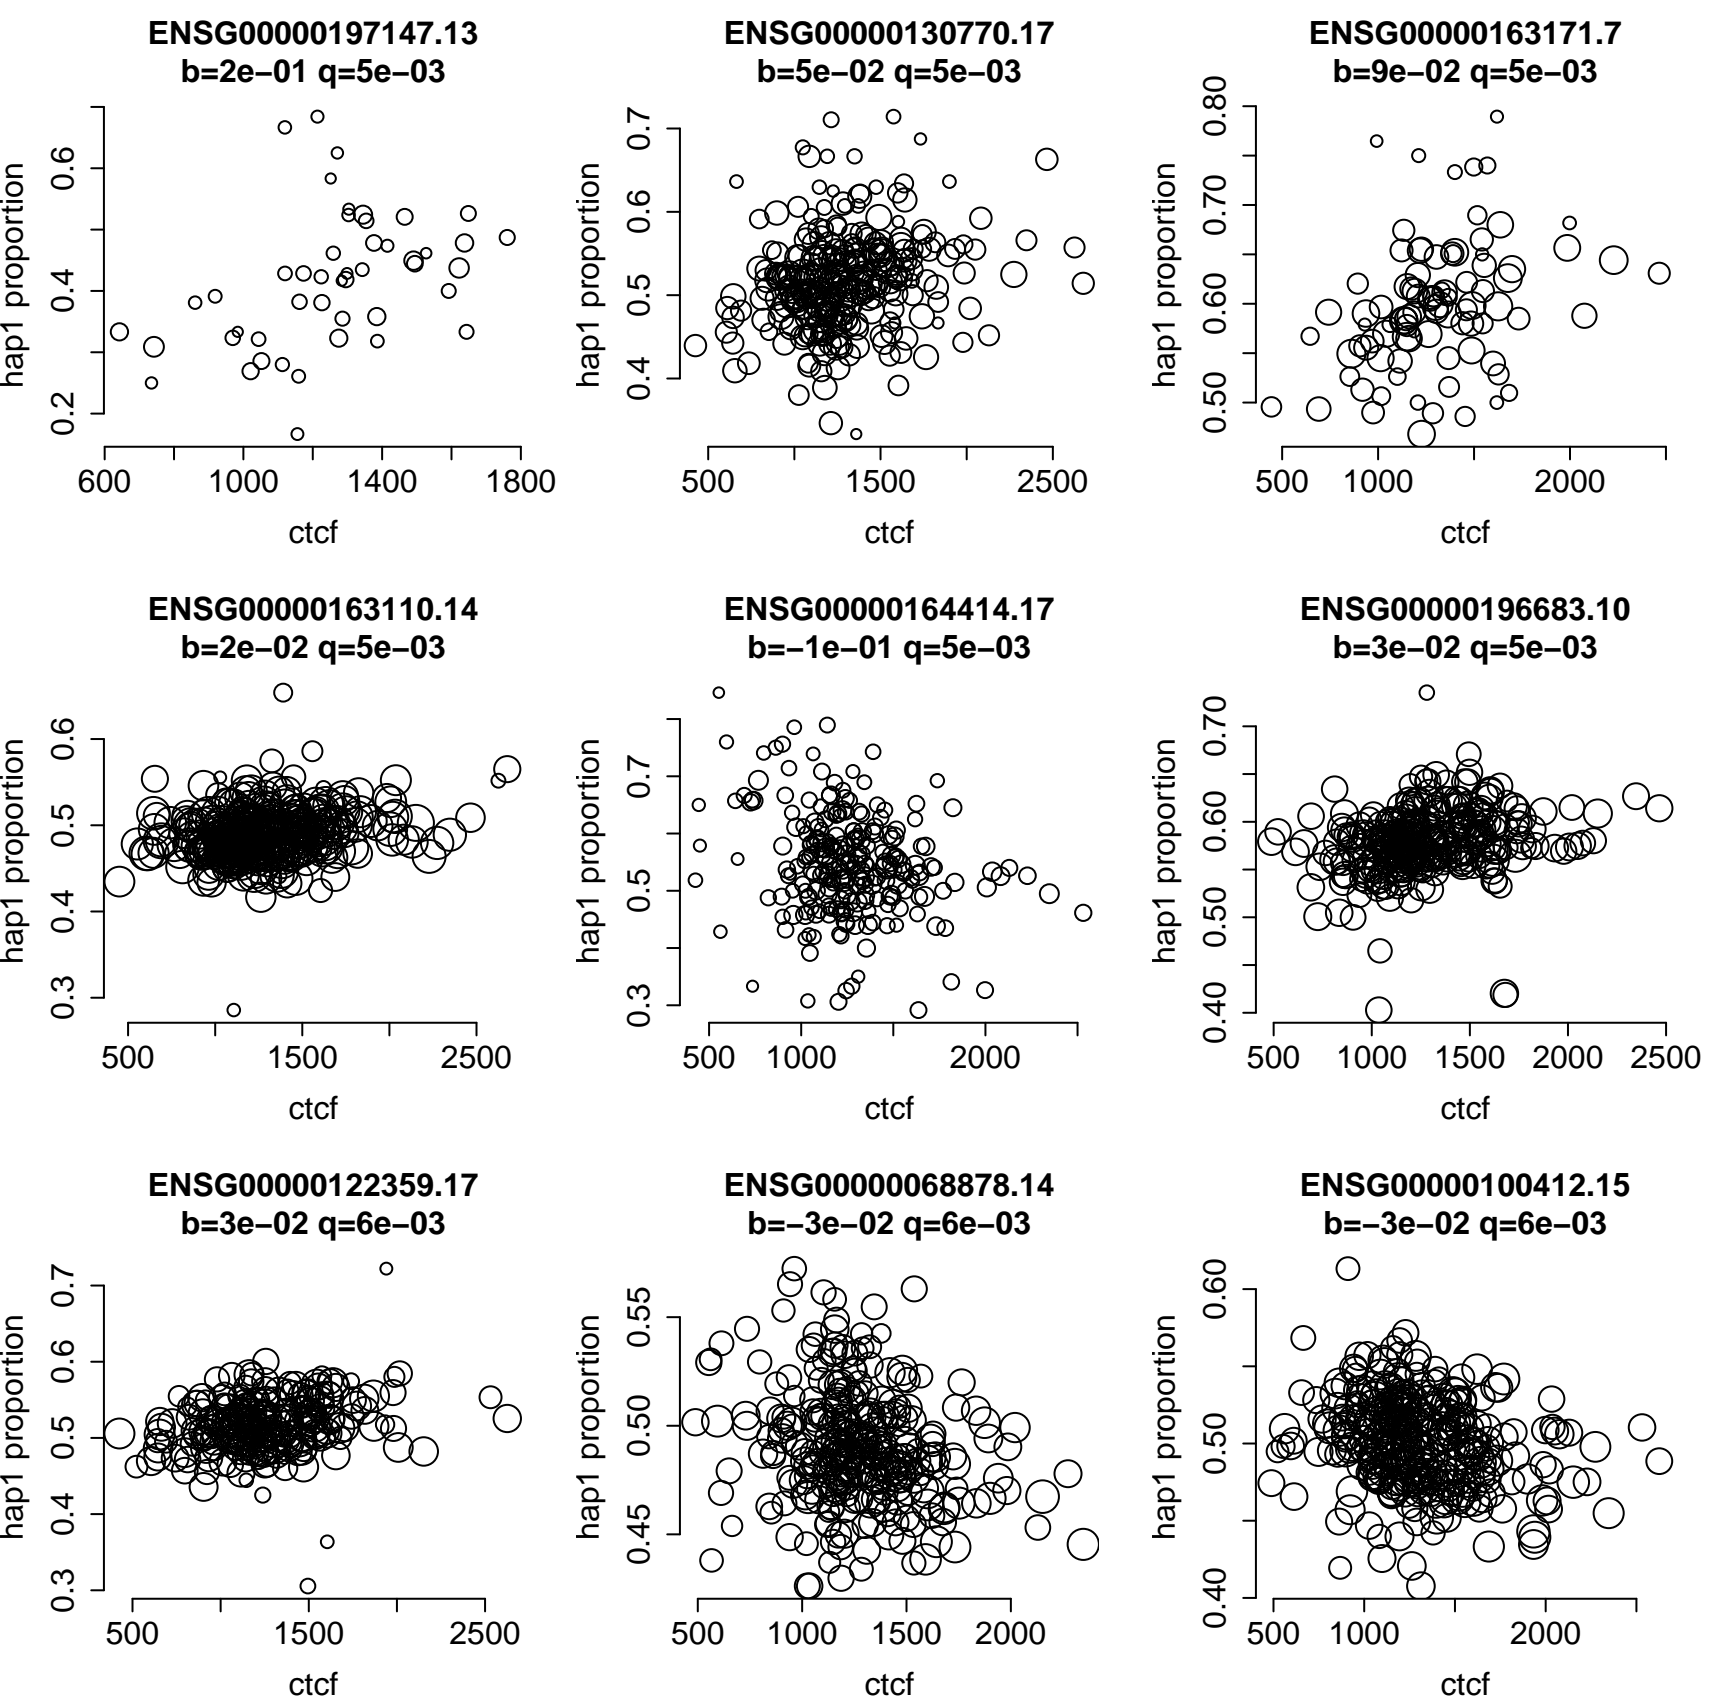 ENSG00000197147.13
b=2e−01 q=5e−03
0.2 0.4 0.6
hap1 proportion
600 1000 1400 1800
ctcf
ENSG00000130770.17
b=5e−02 q=5e−03
0.4 0.5 0.6 0.7
hap1 proportion
500 1500 2500
ctcf
ENSG00000163171.7
b=9e−02 q=5e−03
0.50 0.60 0.70 0.80
hap1 proportion
500 1000 2000
ctcf
ENSG00000163110.14
b=2e−02 q=5e−03
0.3 0.4 0.5 0.6
hap1 proportion
500 1500 2500
ctcf
ENSG00000164414.17
b=−1e−01 q=5e−03
0.3 0.5 0.7
hap1 proportion
500 1000 2000
ctcf
ENSG00000196683.10
b=3e−02 q=5e−03
0.40 0.50 0.60 0.70
hap1 proportion
500 1000 1500 2000 2500
ctcf
ENSG00000122359.17
b=3e−02 q=6e−03
0.3 0.4 0.5 0.6 0.7
hap1 proportion
500 1500 2500
ctcf
ENSG00000068878.14
b=−3e−02 q=6e−03
0.45 0.50 0.55
hap1 proportion
500 1000 1500 2000
ctcf
ENSG00000100412.15
b=−3e−02 q=6e−03
0.40 0.50 0.60
hap1 proportion
500 1000 2000
ctcf